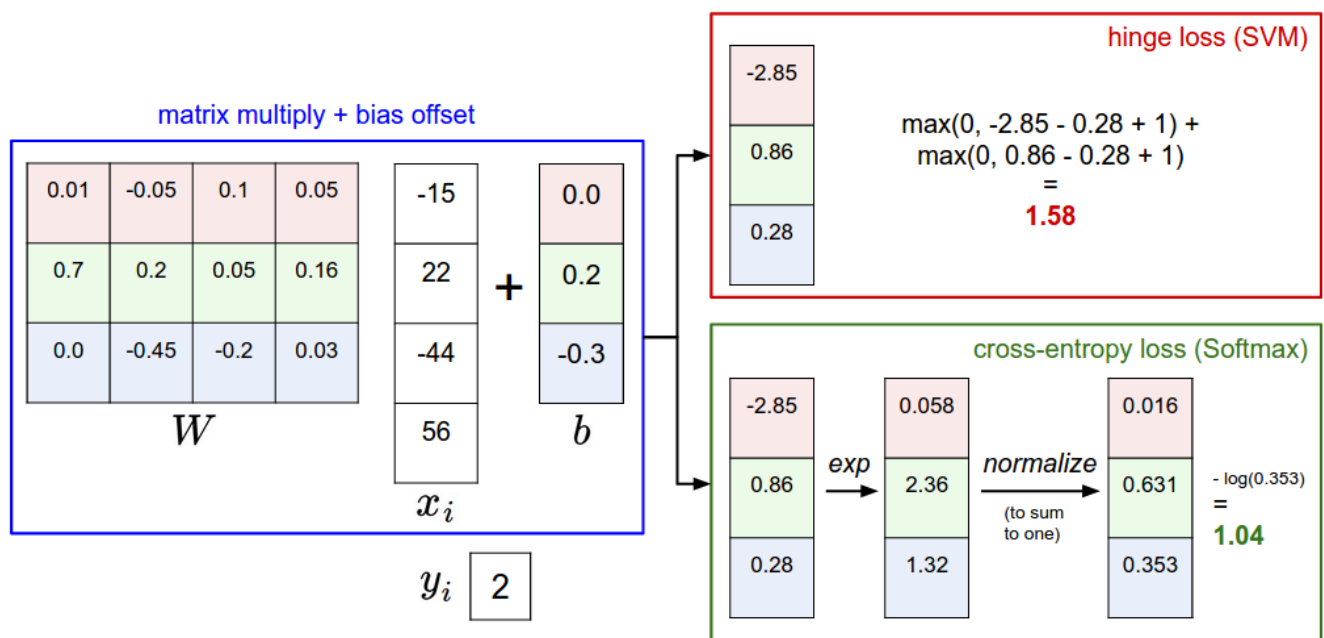 matrix multiply + bias offset
0.01 -0.05 0.1 0.05
0.7 0.2 0.05 0.16
0.0 -0.45 -0.2 0.03
W
-15
22
-44
56
x_i
+
0.0
0.2
-0.3
b
y_i 2
hinge loss (SVM)
-2.85
0.86
0.28
max(0, -2.85 - 0.28 + 1) +
max(0, 0.86 - 0.28 + 1)
=
1.58
cross-entropy loss (Softmax)
-2.85
0.86
0.28
exp
0.058
2.36
1.32
normalize
(to sum
to one)
0.016
0.631
0.353
- log(0.353)
=
1.04